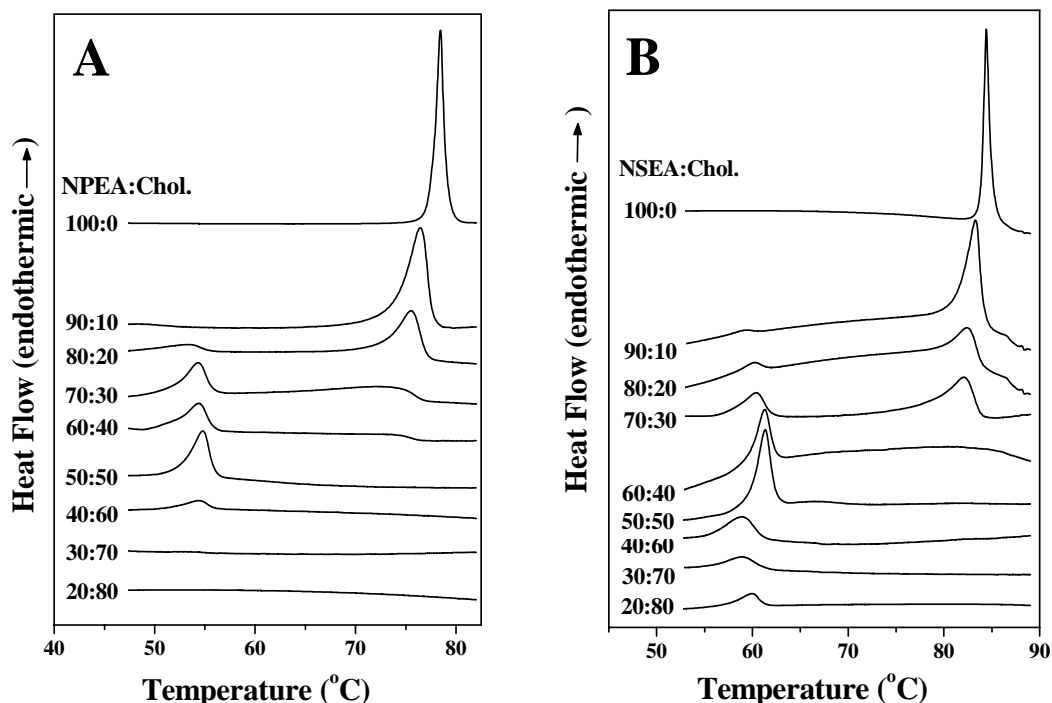 A
Heat Flow (endothermic →)
NPEA:Chol.
100:0
90:10
80:20
70:30
60:40
50:50
40:60
30:70
20:80
40 50 60 70 80
Temperature (°C)
B
Heat Flow (endothermic →)
NSEA:Chol.
100:0
90:10
80:20
70:30
60:40
50:50
40:60
30:70
20:80
50 60 70 80 90
Temperature (°C)